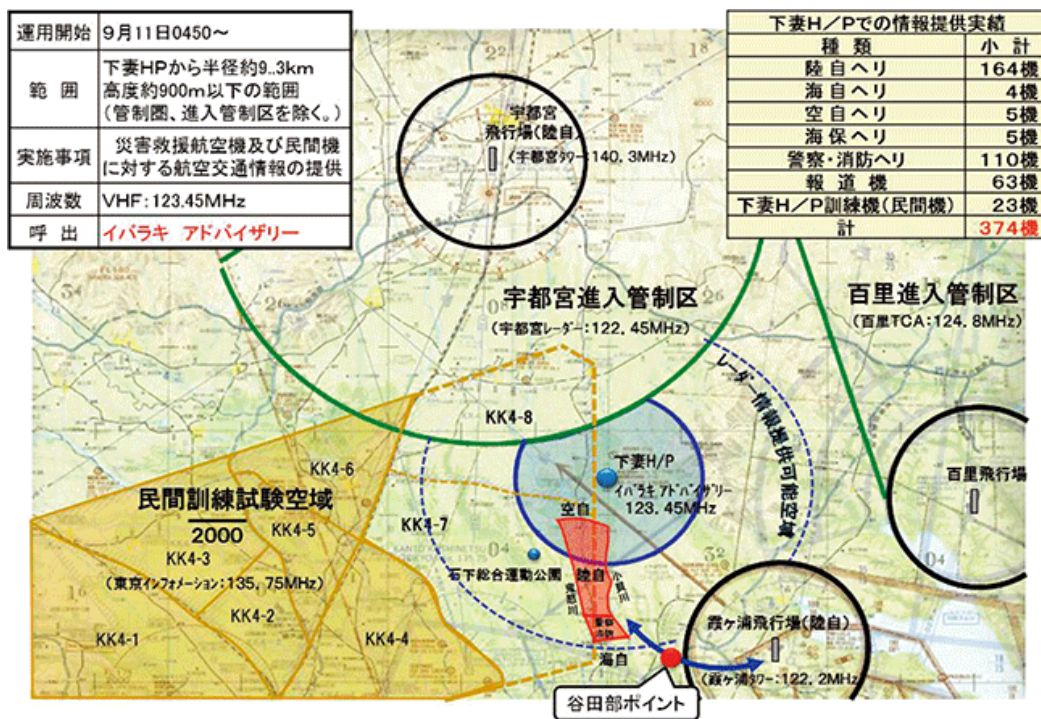 運用開始 9月11日0450～
範囲 下妻HPから半径約9..3km
高度約900m以下の範囲
(管制圏、進入管制区を除く。)
実施事項 災害救援航空機及び民間機
に対する航空交通情報の提供
周波数 VHF:123.45MHz
呼出 イバラキ アドバイザリー
下妻H/Pでの情報提供実績
種類 小計
陸自ヘリ 164機
海自ヘリ 4機
空自ヘリ 5機
海保ヘリ 5機
警察・消防ヘリ 110機
報道機 63機
下妻H/P訓練機(民間機) 23機
計 374機
22
18
宇都宮
飛行場(陸自)
(宇都宮タワー:140.3MHz)
宇都宮進入管制区
(宇都宮レーダー:122.45MHz)
百里進入管制区
(百里TCA:124.8MHz)
レーダー情報提供可能空域
KK4-8
下妻H/P
イバラキ アドバイザリー
123.45MHz
百里飛行場
KK4-6
民間訓練試験空域
2000
KK4-7
KK4-5
KK4-3
(東京インフォメーション:135.75MHz)
KK4-2
KK4-1
KK4-4
空自
石下総合運動公園
陸自
鬼怒川
小貝川
警察
消防
海自
霞ヶ浦飛行場(陸自)
(霞ヶ浦タワー:122.2MHz)
谷田部ポイント